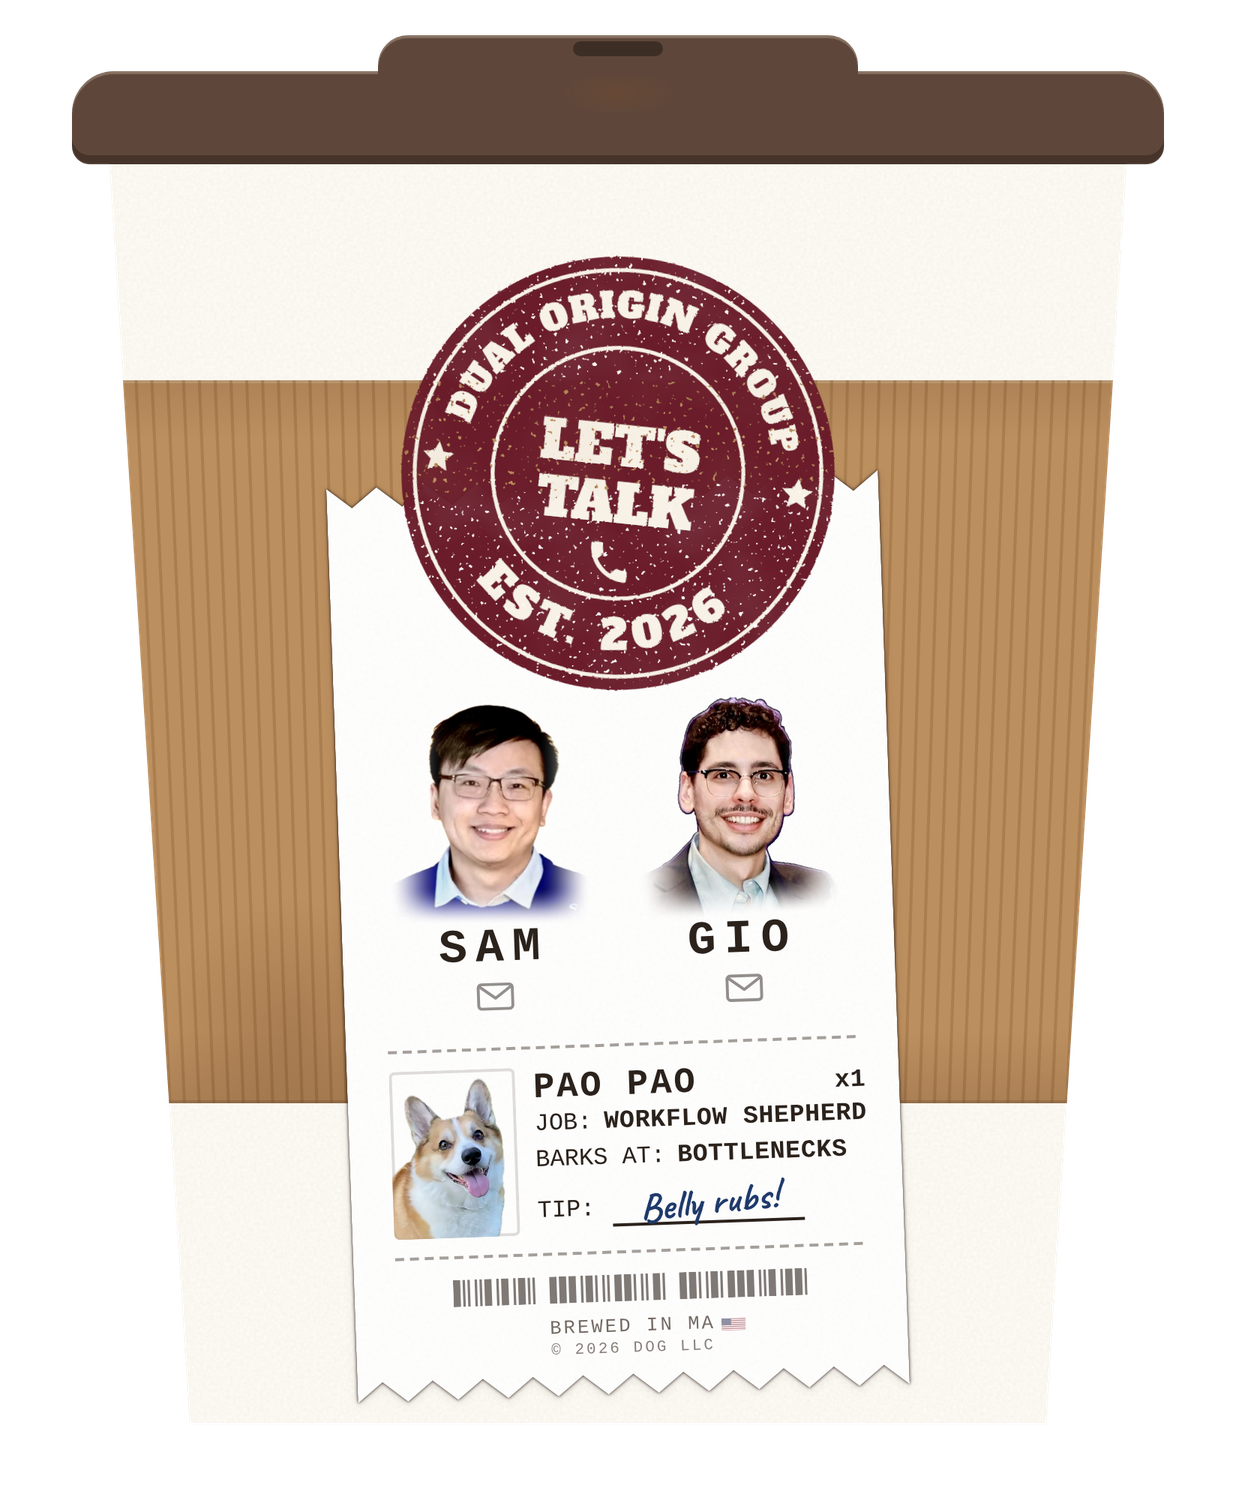 DUAL ORIGIN GROUP
LET'S
TALK
EST. 2026
SAM
GIO
PAO PAO x1
JOB: WORKFLOW SHEPHERD
BARKS AT: BOTTLENECKS
TIP: Belly rubs!
BREWED IN MA
© 2026 DOG LLC